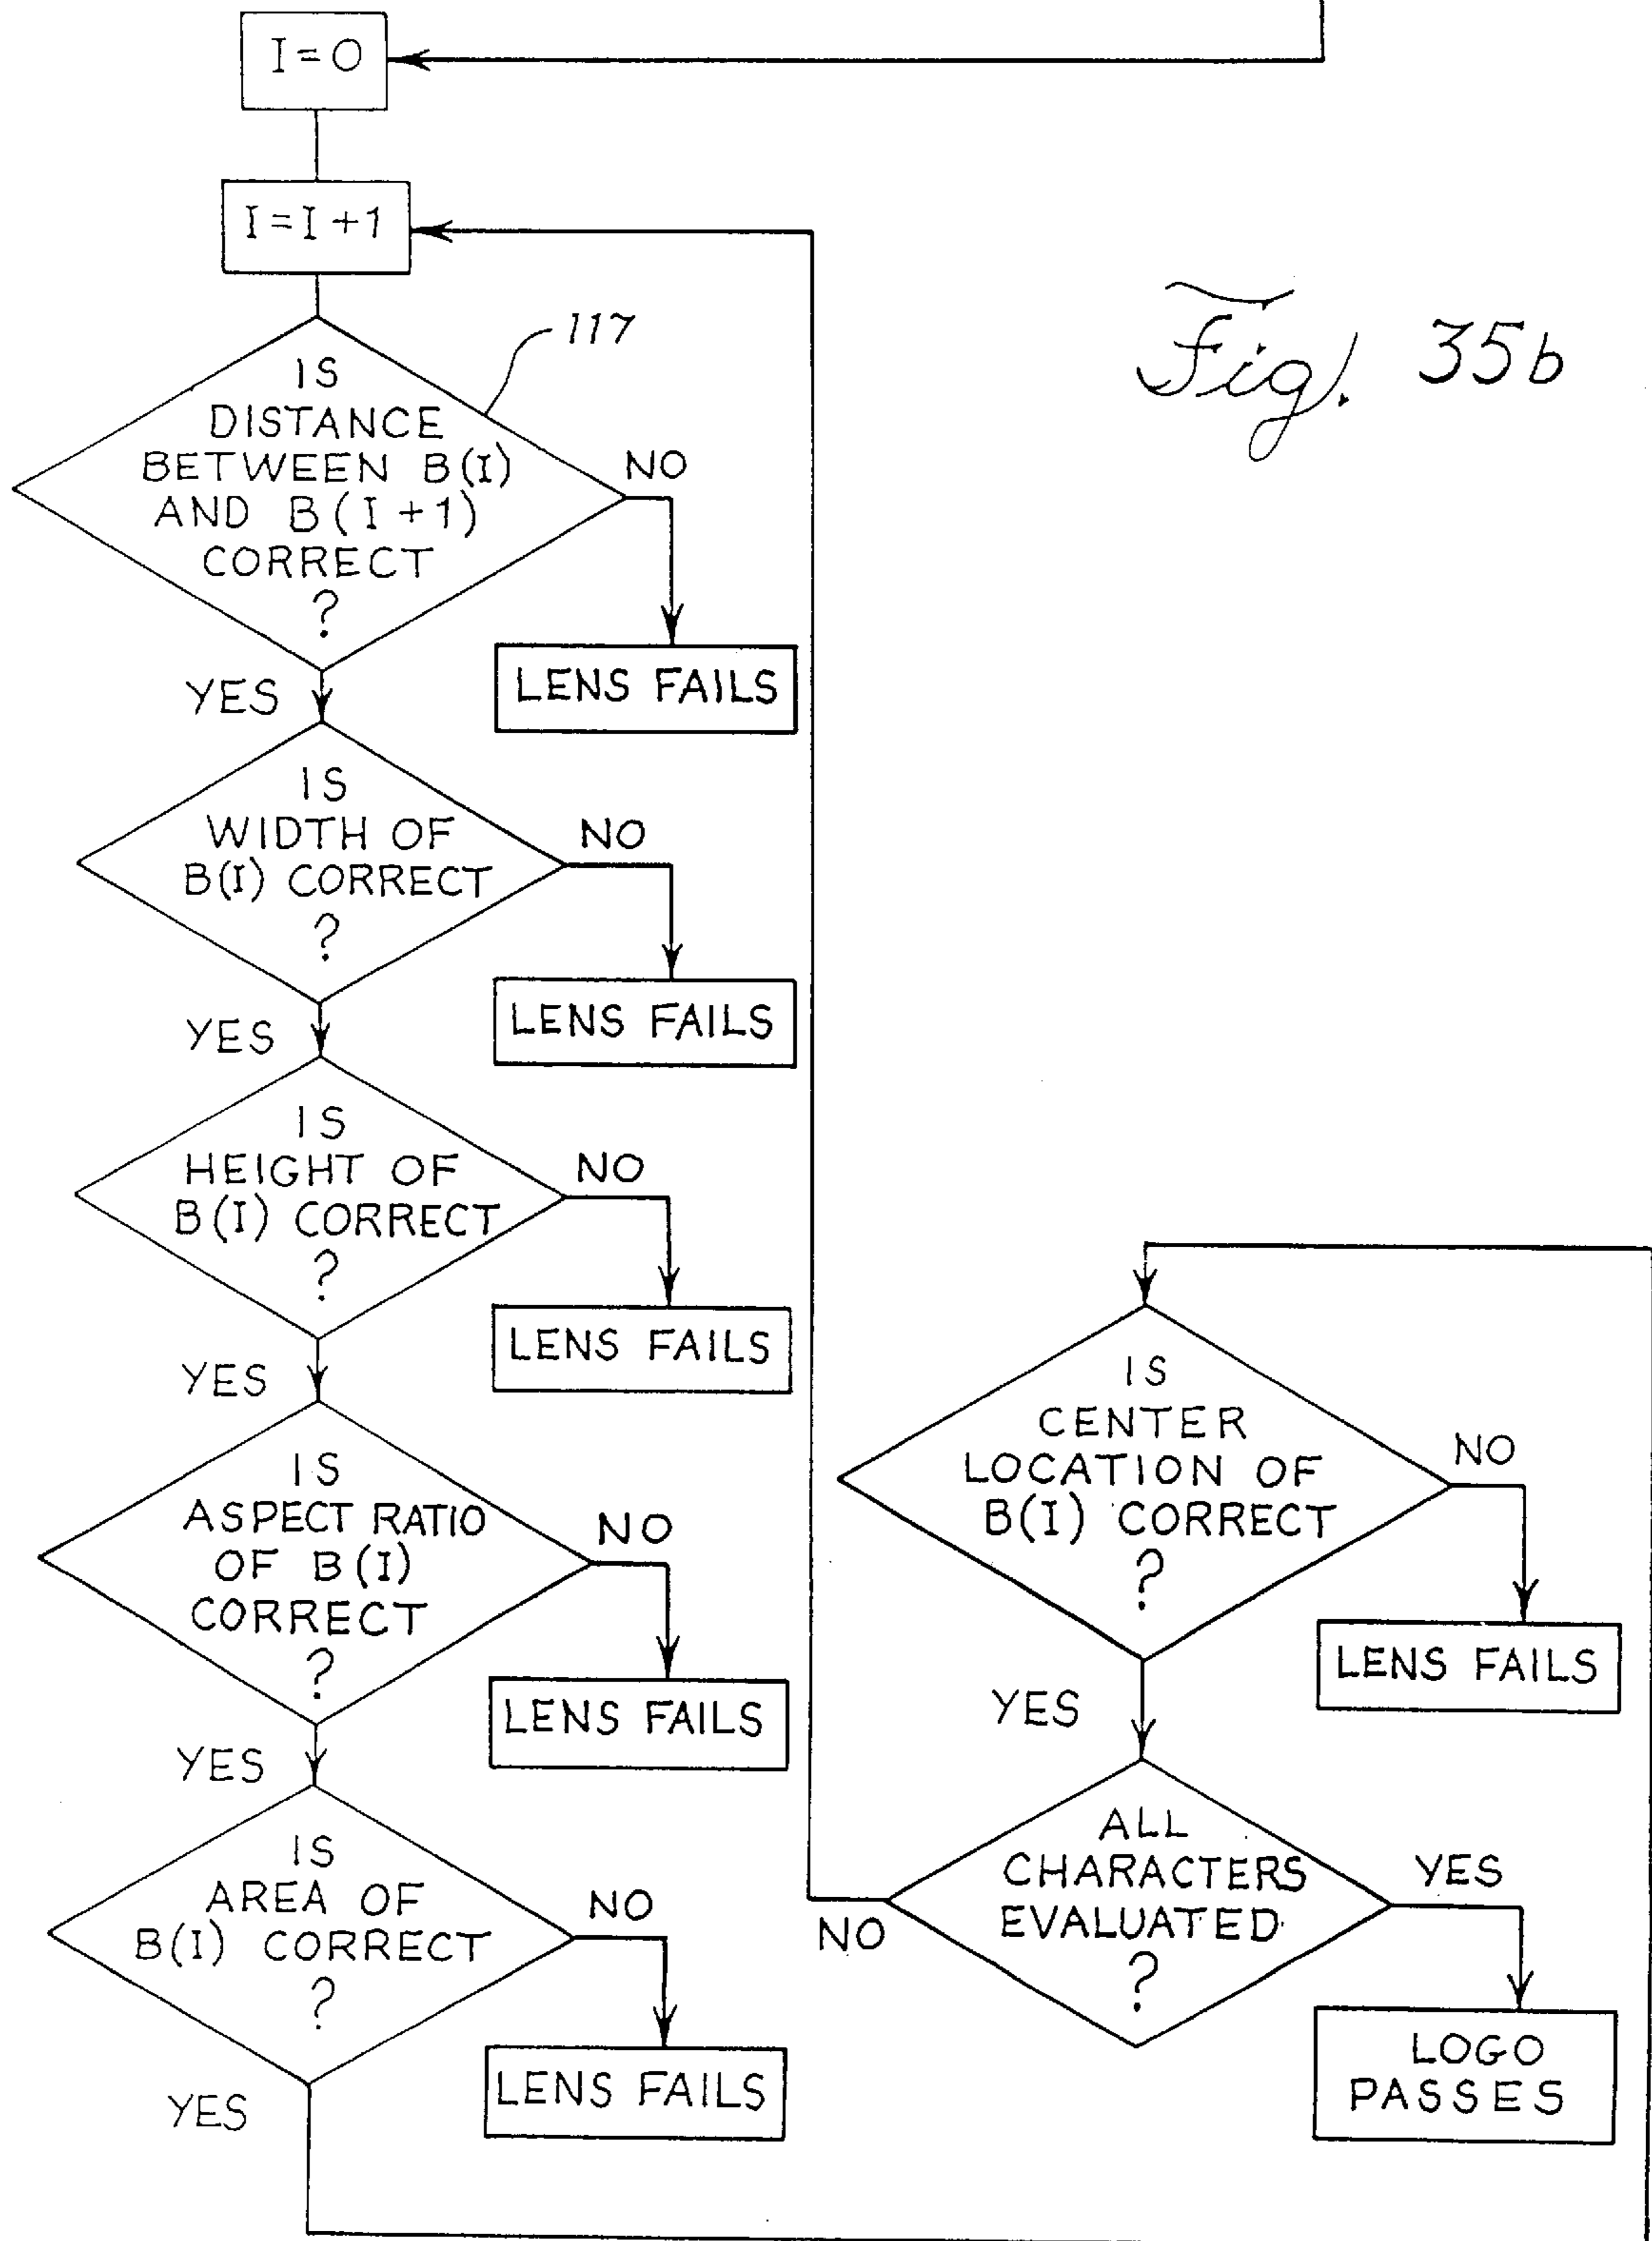 I=0
I=I+1
117
Fig. 35b
IS
DISTANCE
BETWEEN B(I)
AND B(I+1)
CORRECT
?
NO
LENS FAILS
YES
IS
WIDTH OF
B(I) CORRECT
?
NO
LENS FAILS
YES
IS
HEIGHT OF
B(I) CORRECT
?
NO
LENS FAILS
YES
IS
ASPECT RATIO
OF B(I)
CORRECT
?
NO
LENS FAILS
YES
IS
AREA OF
B(I) CORRECT
?
NO
LENS FAILS
YES
IS
CENTER
LOCATION OF
B(I) CORRECT
?
NO
LENS FAILS
YES
ALL
CHARACTERS
EVALUATED
?
NO
YES
LOGO
PASSES